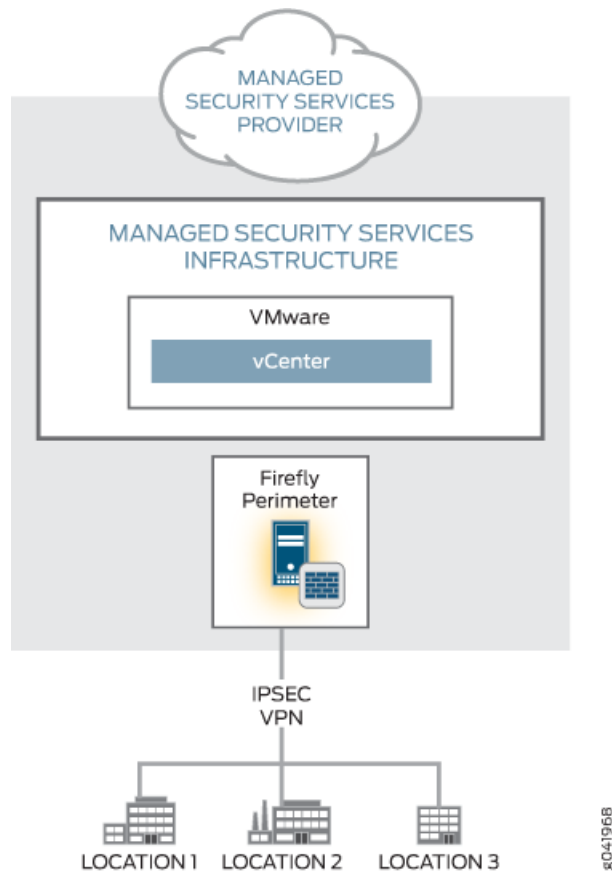 MANAGED
SECURITY SERVICES
PROVIDER
MANAGED SECURITY SERVICES
INFRASTRUCTURE
VMware
vCenter
Firefly
Perimeter
IPSEC
VPN
LOCATION 1
LOCATION 2
LOCATION 3
g041968